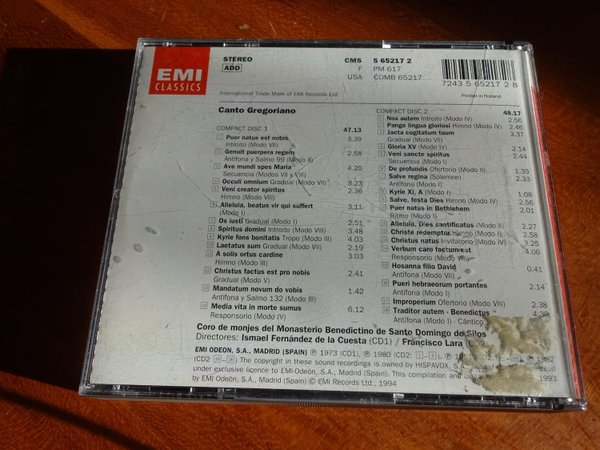 EMI
CLASSICS
STEREO
ADD
CMS 5 65217 2
F PM 617
USA CDMB 65217
7243 5 65217 2 8
International Trade Mark of EMI Records Ltd.
Printed in Holland
Canto Gregoriano
COMPACT DISC 1 47.13
Puer natus est nobis 3.39
Introito (Modo VII)
Genuit puerpera regem 2.58
Antífona y Salmo 99 (Modo II)
Ave mundi spes Maria 4.20
Secuencia (Modos VII y VIII)
Occuli omnium Gradual (Modo VII) 3.23
Veni creator spiritus 2.36
Himno (Modo VIII)
Alleluia, beatus vir qui suffert 3.11
(Modo I)
Os iusti Gradual (Modo I) 2.51
Spiritus domini Introito (Modo VIII) 3.48
Kyrie fons bonitatis Tropo (Modo III) 4.03
Laetatus sum Gradual (Modo VII) 2.19
A solis ortus cardine 3.03
Himno (Modo III)
Christus factus est pro nobis 2.41
Gradual (Modo V)
Mandatum novum do vobis 1.42
Antífona y Salmo 132 (Modo III)
Media vita in morte sumus 6.12
Responsorio (Modo IV)
COMPACT DISC 2 48.17
Nos autem Introito (Modo IV) 2.56
Pange lingua gloriosi Himno (Modo IV) 2.46
Jacta cogitatum tuum 3.37
Gradual (Modo VII)
Gloria XV (Modo IV) 2.14
Veni sancte spiritus 2.44
Secuencia (Modo I)
De profundis Ofertorio (Modo II) 1.35
Salve regina (Solemne) 2.33
Antífona (Modo I)
Kyrie XI, A (Modo I) 1.08
Salve, festa Dies Himno (Modo IV) 2.56
Puer natus in Bethlehem 2.01
Ritmo (Modo I)
Alleluia, Dies santificatus (Modo II) 2.27
Christe redemptor Himno (Modo I) 2.58
Christus natus Invitatorio (Modo IV) 3.25
Verbum caro factum est 4.06
Responsorio (Modo VIII)
Hosanna filio David 0.41
Antífona (Modo VII)
Pueri hebraeorum portantes 2.14
Antífona (Modo I)
Improperium Ofertorio (Modo VIII) 2.38
Traditor autem - Benedictus 4.39
Antífona (Modo I) - Cántico
Coro de monjes del Monasterio Benedictino de Santo Domingo de Silos
Directores: Ismael Fernández de la Cuesta (CD1) / Francisco Lara
EMI ODEON, S.A., MADRID (SPAIN) ℗ 1973 (CD1), ℗ 1980 (CD2 1982
(CD2 The copyright in these sound recordings is owned by HISPAVOX, S.A.
under exclusive licence to EMI-Odeón, S.A., Madrid (Spain). This compilation 1993
EMI-Odeón, S.A., Madrid (Spain) © EMI Records Ltd., 1994